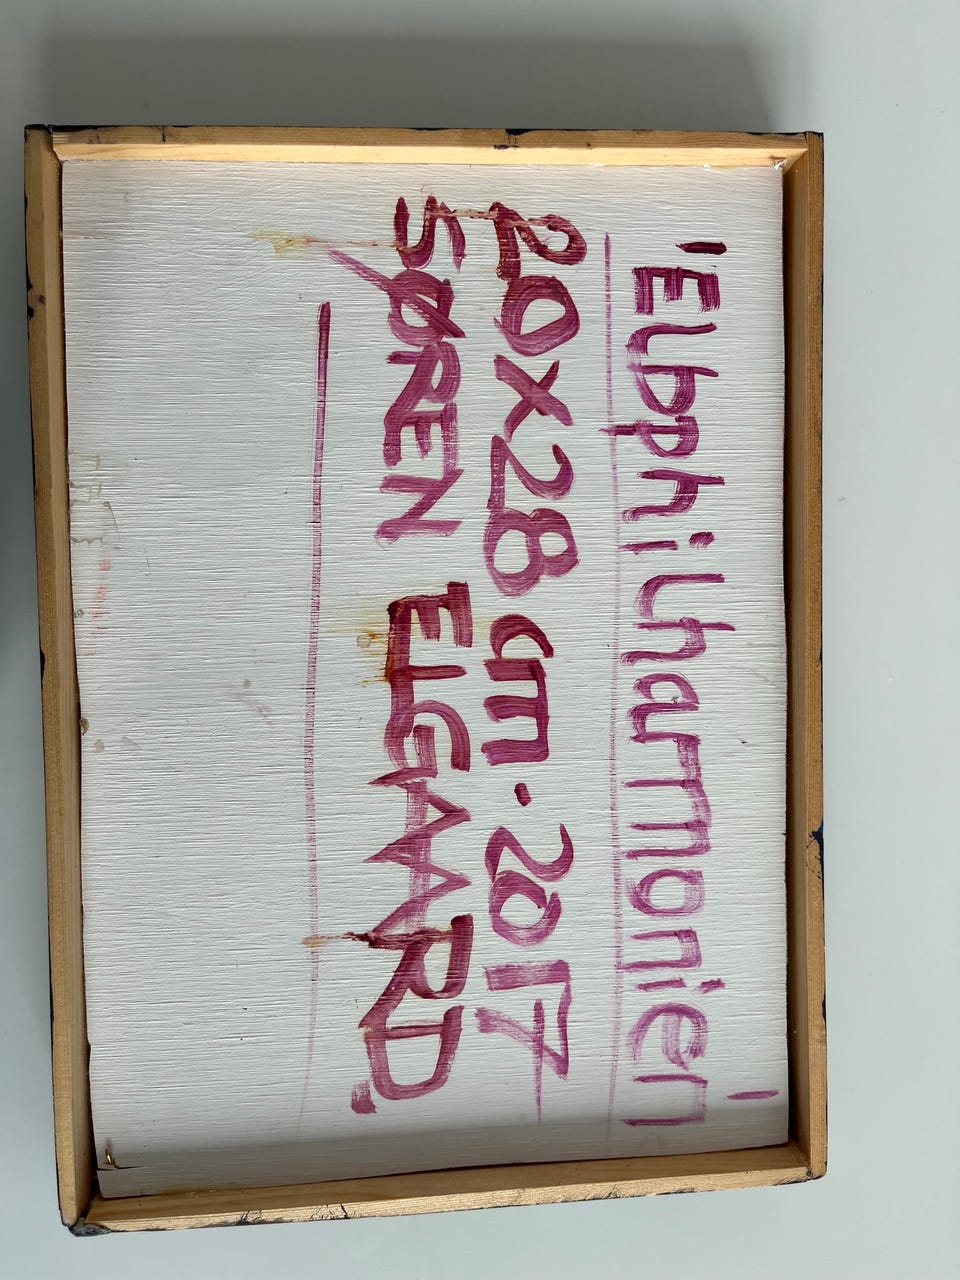 'Elbphilharmonien'
20x28 cm · 2017
SØREN ELGAARD.